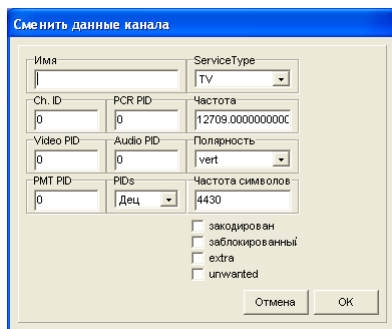 Сменить данные канала
Имя ServiceType
TV
Ch. ID PCR PID Частота
0 0 12709.0000000000
Video PID Audio PID Полярность
0 0 vert
PMT PID PIDs Частота символов
0 Дец 4430
закодирован
заблокированный
extra
unwanted
Отмена OK